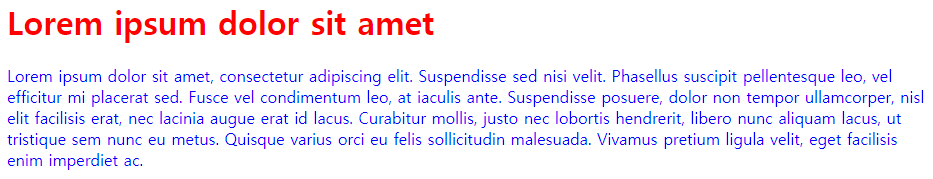 Lorem ipsum dolor sit amet
Lorem ipsum dolor sit amet, consectetur adipiscing elit. Suspendisse sed nisi velit. Phasellus suscipit pellentesque leo, vel
efficitur mi placerat sed. Fusce vel condimentum leo, at iaculis ante. Suspendisse posuere, dolor non tempor ullamcorper, nisl
elit facilisis erat, nec lacinia augue erat id lacus. Curabitur mollis, justo nec lobortis hendrerit, libero nunc aliquam lacus, ut
tristique sem nunc eu metus. Quisque varius orci eu felis sollicitudin malesuada. Vivamus pretium ligula velit, eget facilisis
enim imperdiet ac.